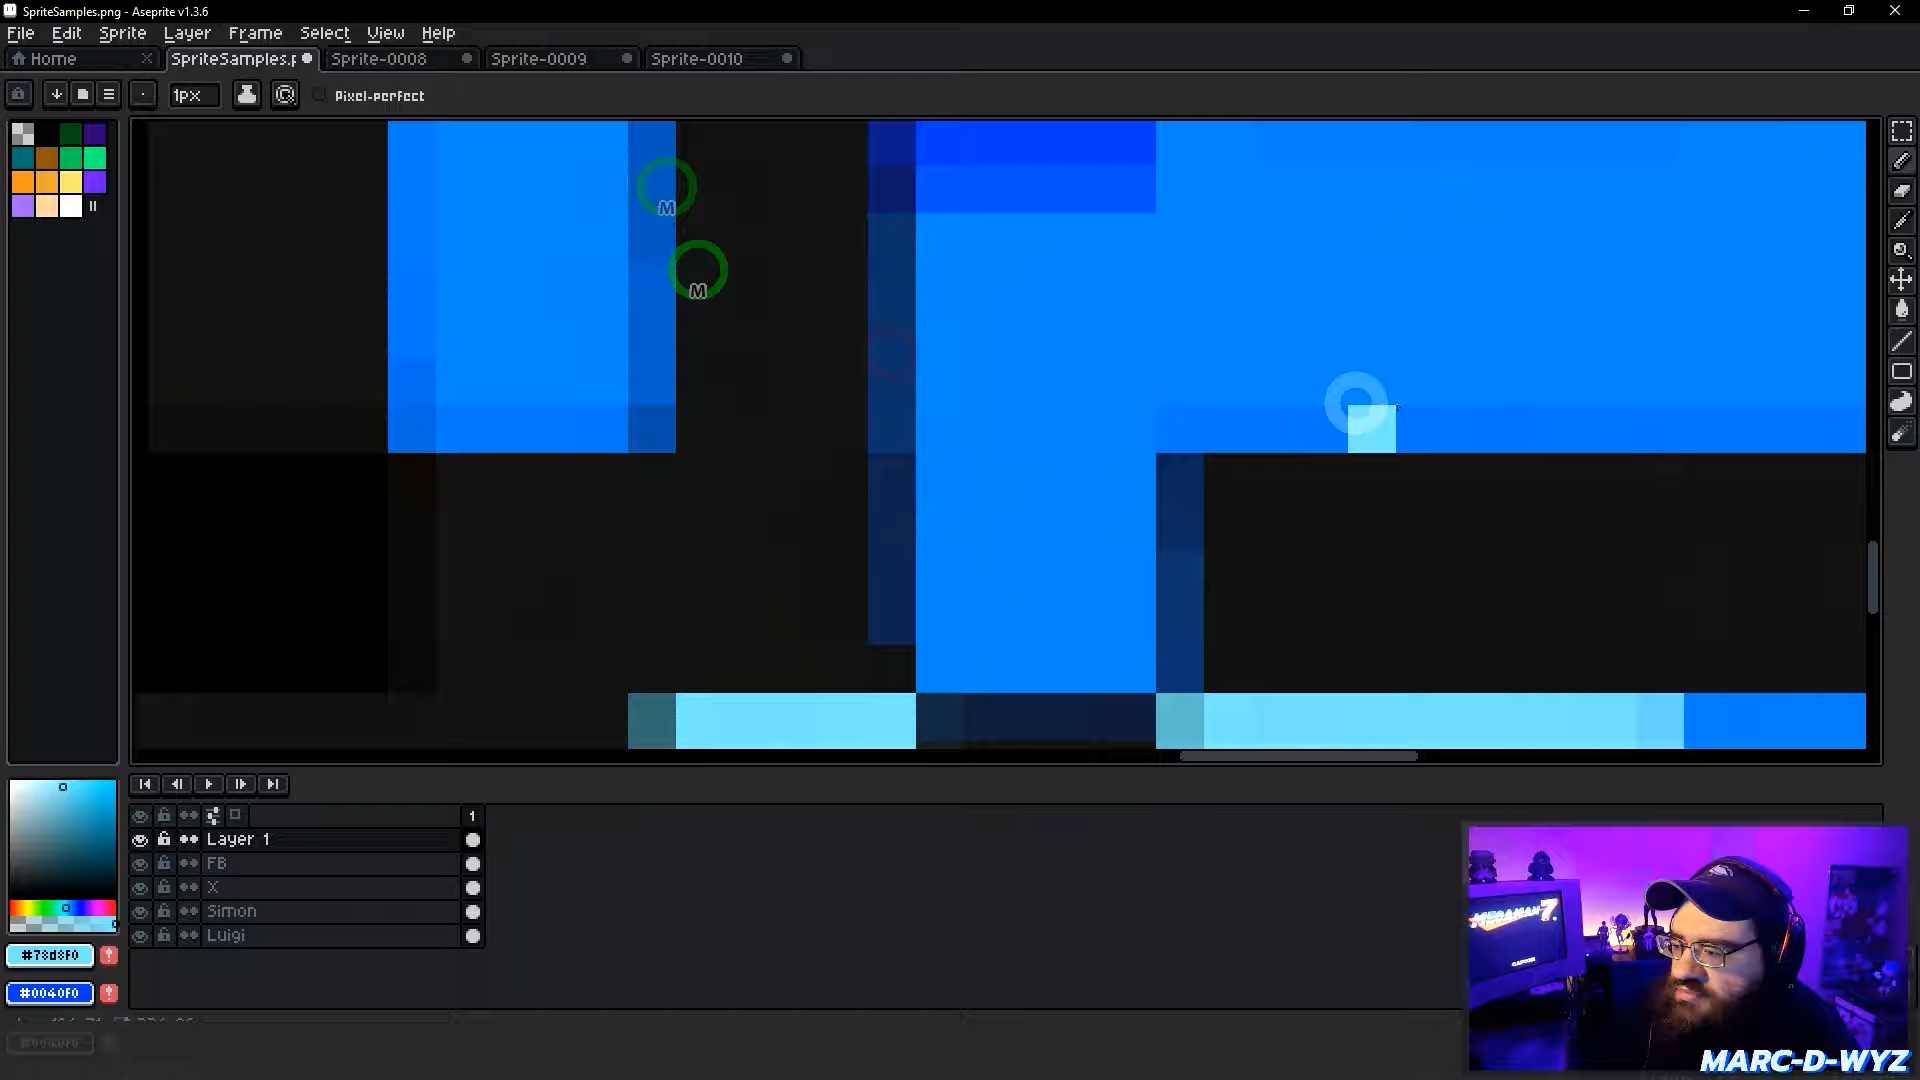 SpriteSamples.png - Aseprite v1.3.6
File Edit Sprite Layer Frame Select View Help
Home SpriteSamples.p Sprite-0008 Sprite-0009 Sprite-0010
1px Pixel-perfect
M
M
1
Layer 1
FB
X
Simon
Luigi
#78d8F0
#0040F0
MEGAMAN 7
CAPCOM
MARC-D-WYZ